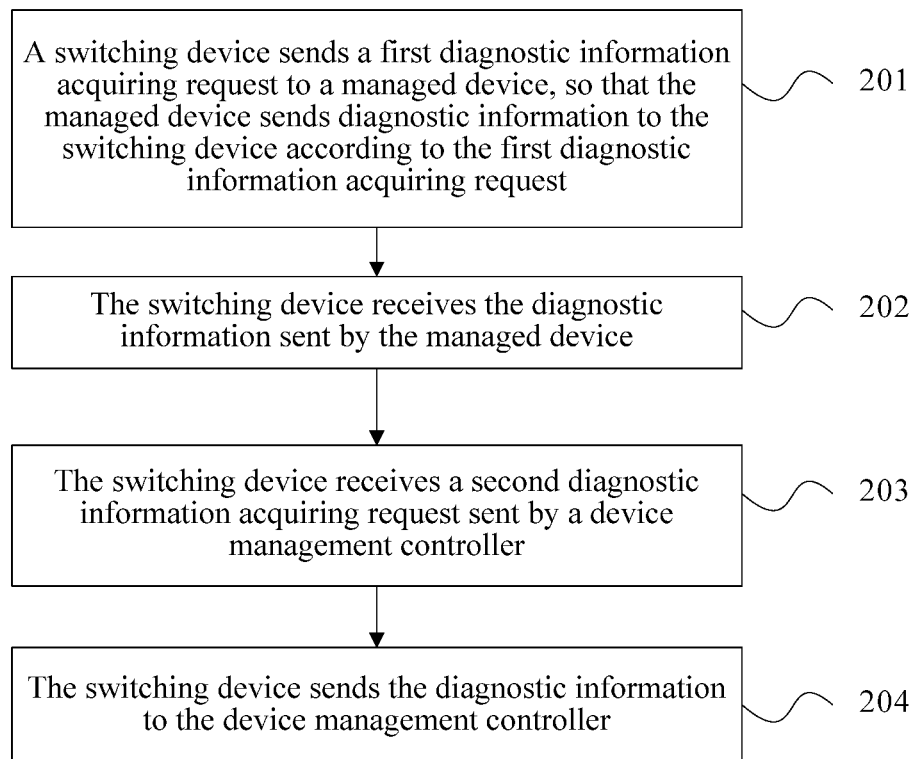 A switching device sends a first diagnostic information
acquiring request to a managed device, so that the
managed device sends diagnostic information to the
switching device according to the first diagnostic
information acquiring request
201
The switching device receives the diagnostic
information sent by the managed device
202
The switching device receives a second diagnostic
information acquiring request sent by a device
management controller
203
The switching device sends the diagnostic information
to the device management controller
204